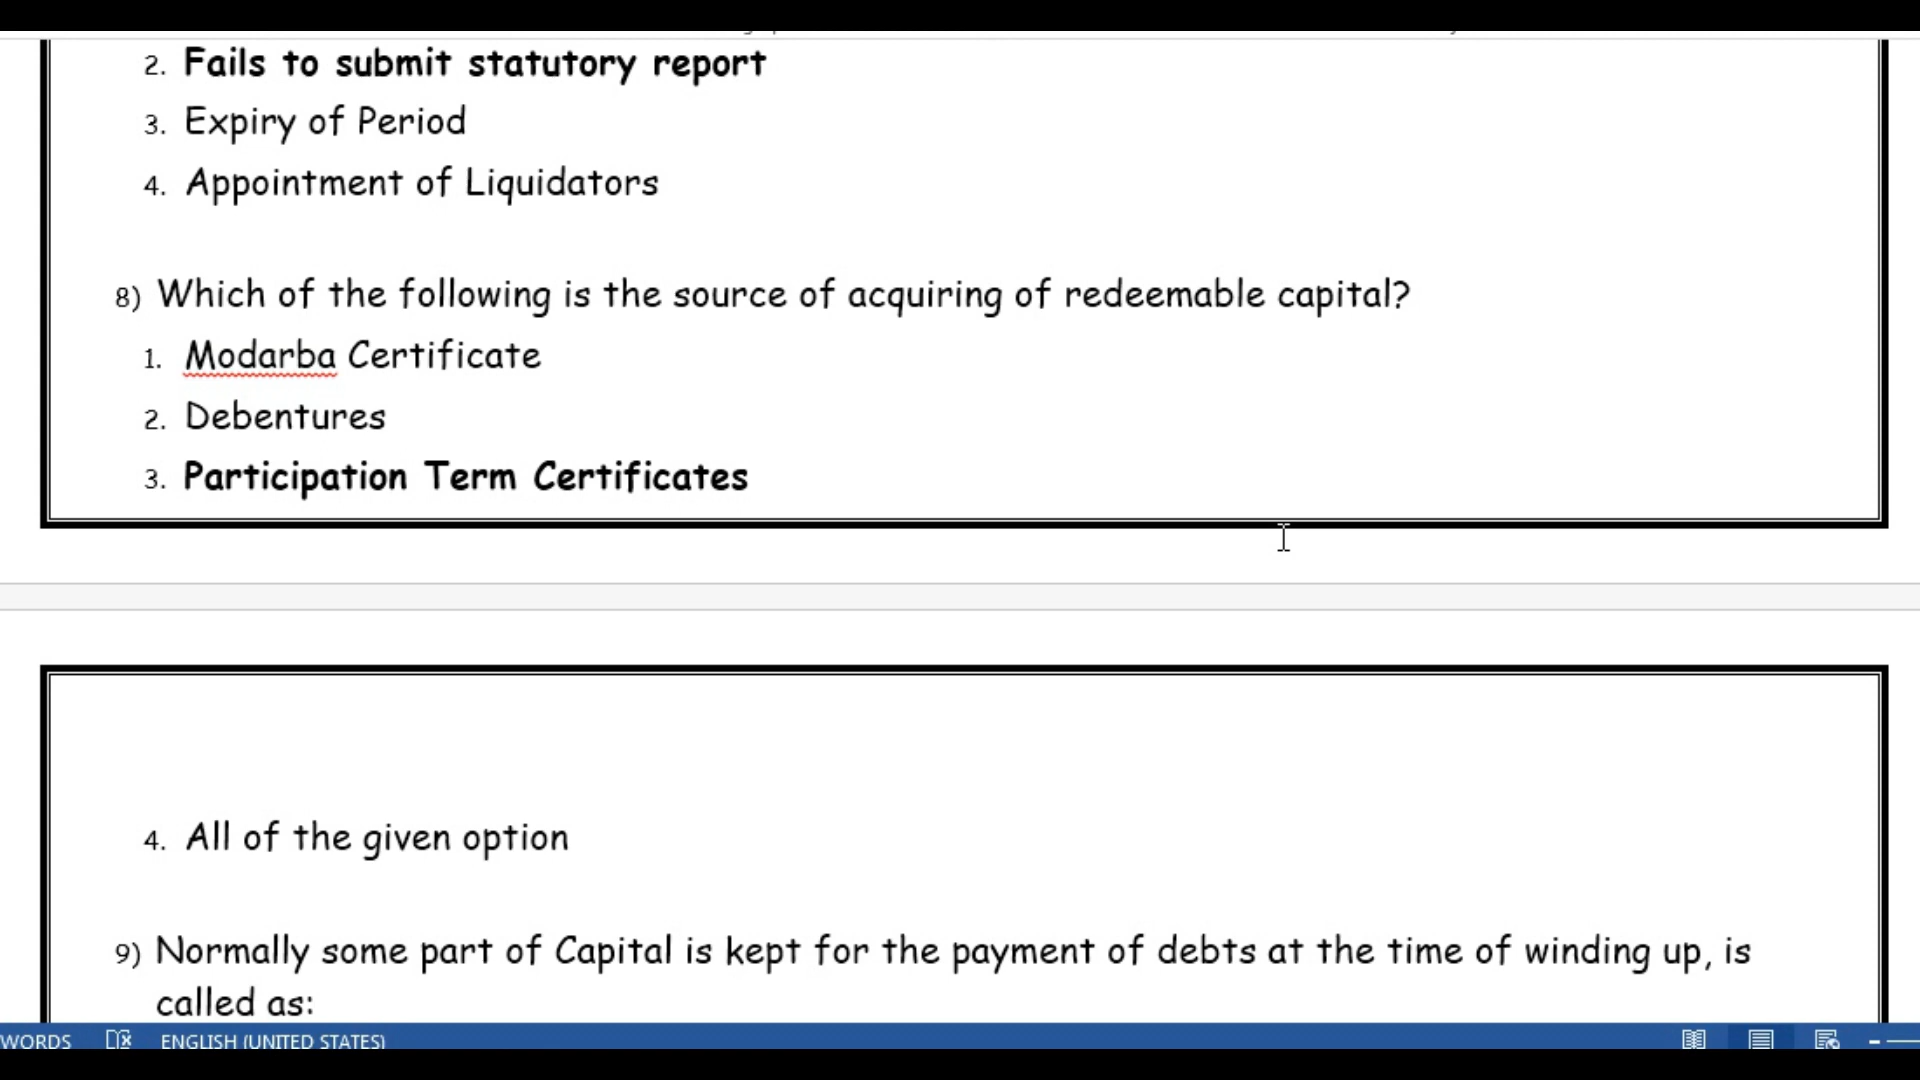 2. Fails to submit statutory report
3. Expiry of Period
4. Appointment of Liquidators
8) Which of the following is the source of acquiring of redeemable capital?
1. Modarba Certificate
2. Debentures
3. Participation Term Certificates
4. All of the given option
9) Normally some part of Capital is kept for the payment of debts at the time of winding up, is
called as:
WORDS ENGLISH (UNITED STATES)